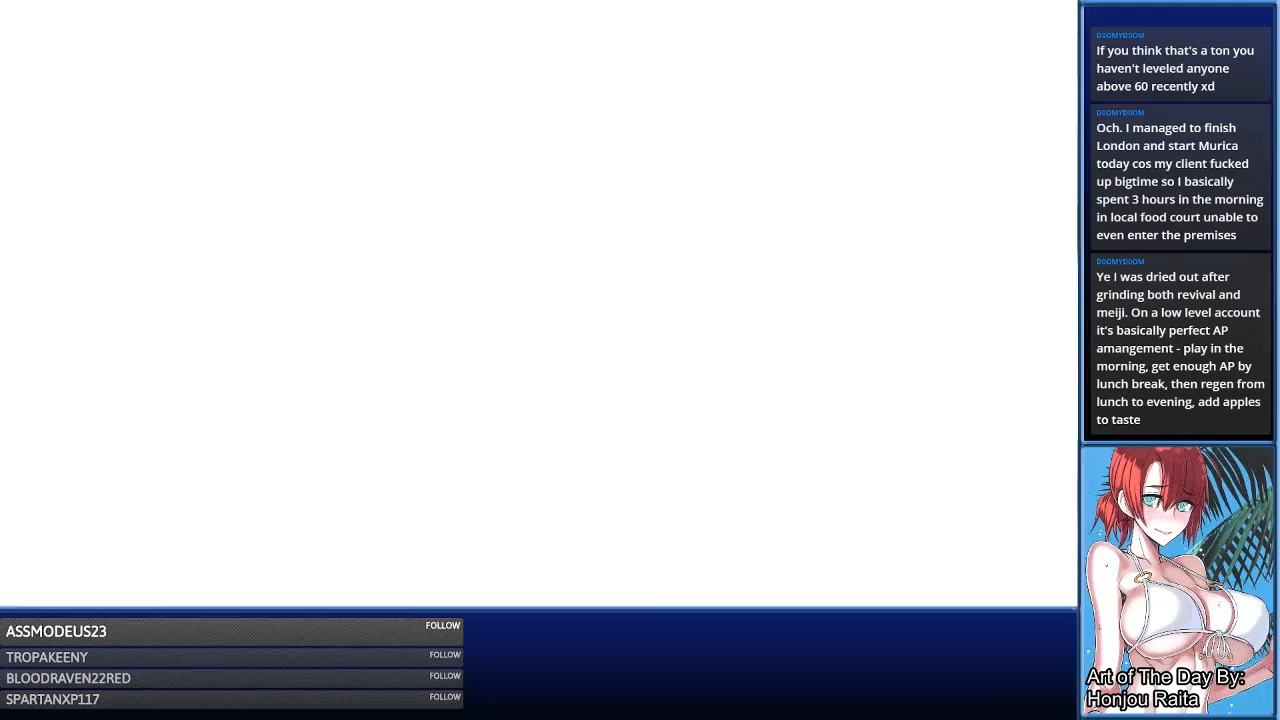 D0OMYD0OM
If you think that's a ton you
haven't leveled anyone
above 60 recently xd
D0OMYD0OM
Och. I managed to finish
London and start Murica
today cos my client fucked
up bigtime so I basically
spent 3 hours in the morning
in local food court unable to
even enter the premises
D0OMYD0OM
Ye I was dried out after
grinding both revival and
meiji. On a low level account
it's basically perfect AP
amangement - play in the
morning, get enough AP by
lunch break, then regen from
lunch to evening, add apples
to taste
Art of The Day By:
Honjou Raita
ASSMODEUS23 FOLLOW
TROPAKEENY FOLLOW
BLOODRAVEN22RED FOLLOW
SPARTANXP117 FOLLOW